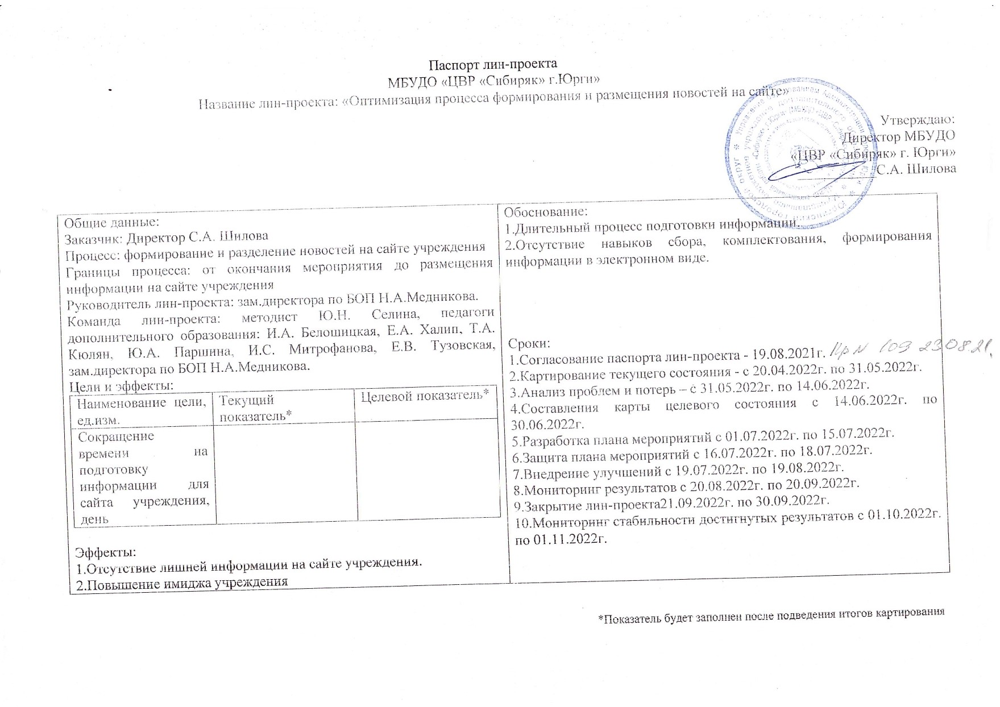 Паспорт лин-проекта
МБУДО «ЦВР «Сибиряк» г.Юрги»
Название лин-проекта: «Оптимизация процесса формирования и размещения новостей на сайте»
Утверждаю:
Директор МБУДО
«ЦВР «Сибиряк» г. Юрги»
С.А. Шилова
Общие данные:
Заказчик: Директор С.А. Шилова
Процесс: формирование и разделение новостей на сайте учреждения
Границы процесса: от окончания мероприятия до размещения
информации на сайте учреждения
Руководитель лин-проекта: зам.директора по БОП Н.А.Медникова.
Команда лин-проекта: методист Ю.Н. Селина, педагоги
дополнительного образования: И.А. Белошицкая, Е.А. Халип, Т.А.
Кюлян, Ю.А. Паршина, И.С. Митрофанова, Е.В. Тузовская,
зам.директора по БОП Н.А.Медникова.
Цели и эффекты:
Наименование цели,
ед.изм.
Текущий
показатель*
Целевой показатель*
Сокращение
времени на
подготовку
информации для
сайта учреждения,
день
Эффекты:
1.Отсутствие лишней информации на сайте учреждения.
2.Повышение имиджа учреждения
Обоснование:
1.Длительный процесс подготовки информации.
2.Отсутствие навыков сбора, комплектования, формирования
информации в электронном виде.
Сроки:
1.Согласование паспорта лин-проекта - 19.08.2021г. Пр N 109 23.08.21.
2.Картирование текущего состояния - с 20.04.2022г. по 31.05.2022г.
3.Анализ проблем и потерь – с 31.05.2022г. по 14.06.2022г.
4.Составления карты целевого состояния с 14.06.2022г. по
30.06.2022г.
5.Разработка плана мероприятий с 01.07.2022г. по 15.07.2022г.
6.Защита плана мероприятий с 16.07.2022г. по 18.07.2022г.
7.Внедрение улучшений с 19.07.2022г. по 19.08.2022г.
8.Мониторинг результатов с 20.08.2022г. по 20.09.2022г.
9.Закрытие лин-проекта21.09.2022г. по 30.09.2022г.
10.Мониторинг стабильности достигнутых результатов с 01.10.2022г.
по 01.11.2022г.
*Показатель будет заполнен после подведения итогов картирования